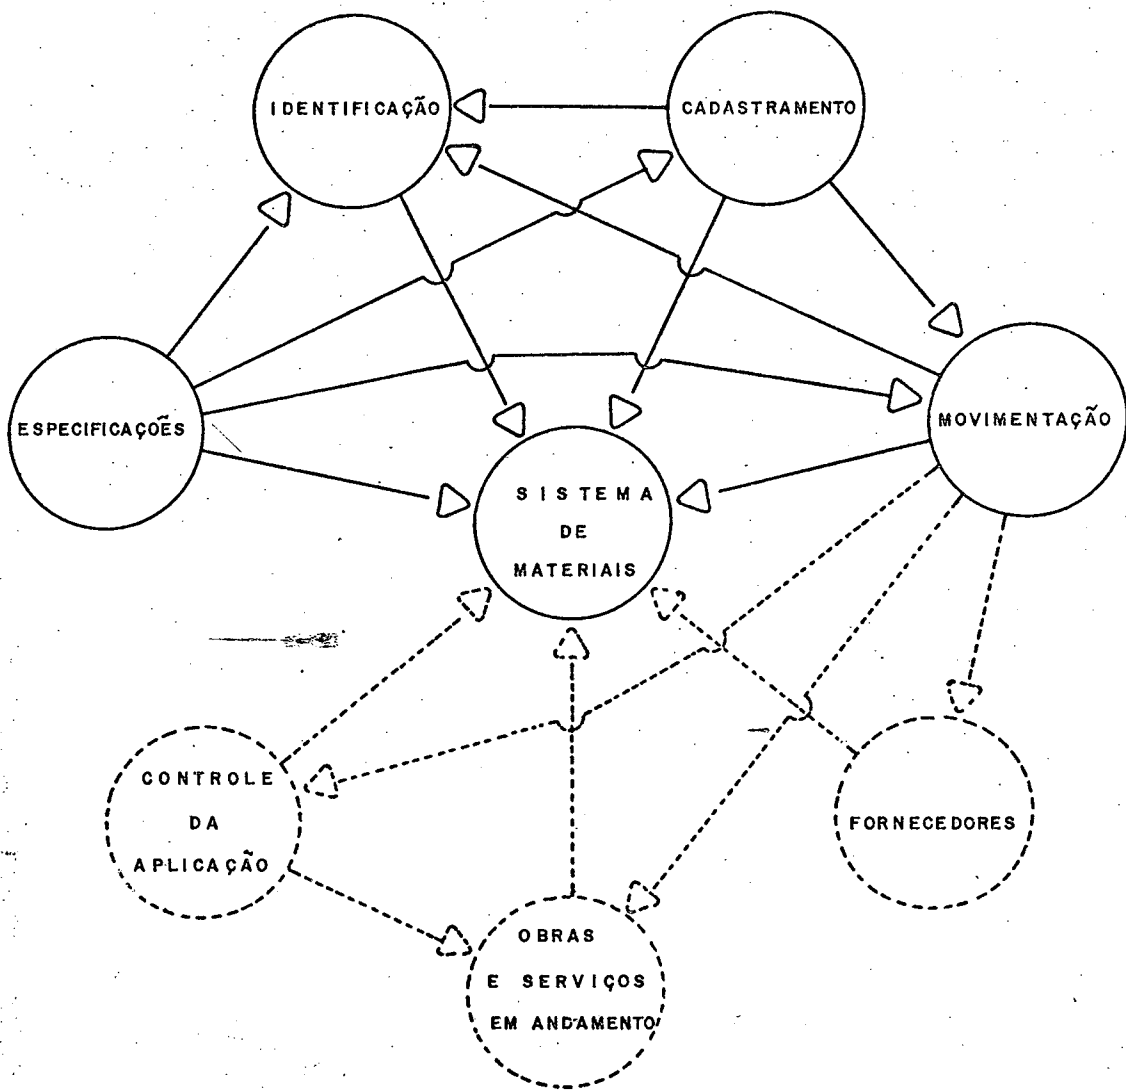 IDENTIFICAÇÃO
CADASTRAMENTO
ESPECIFICAÇÕES
MOVIMENTAÇÃO
SISTEMA
DE
MATERIAIS
CONTROLE
DA
APLICAÇÃO
FORNECEDORES
OBRAS
E SERVIÇOS
EM ANDAMENTO